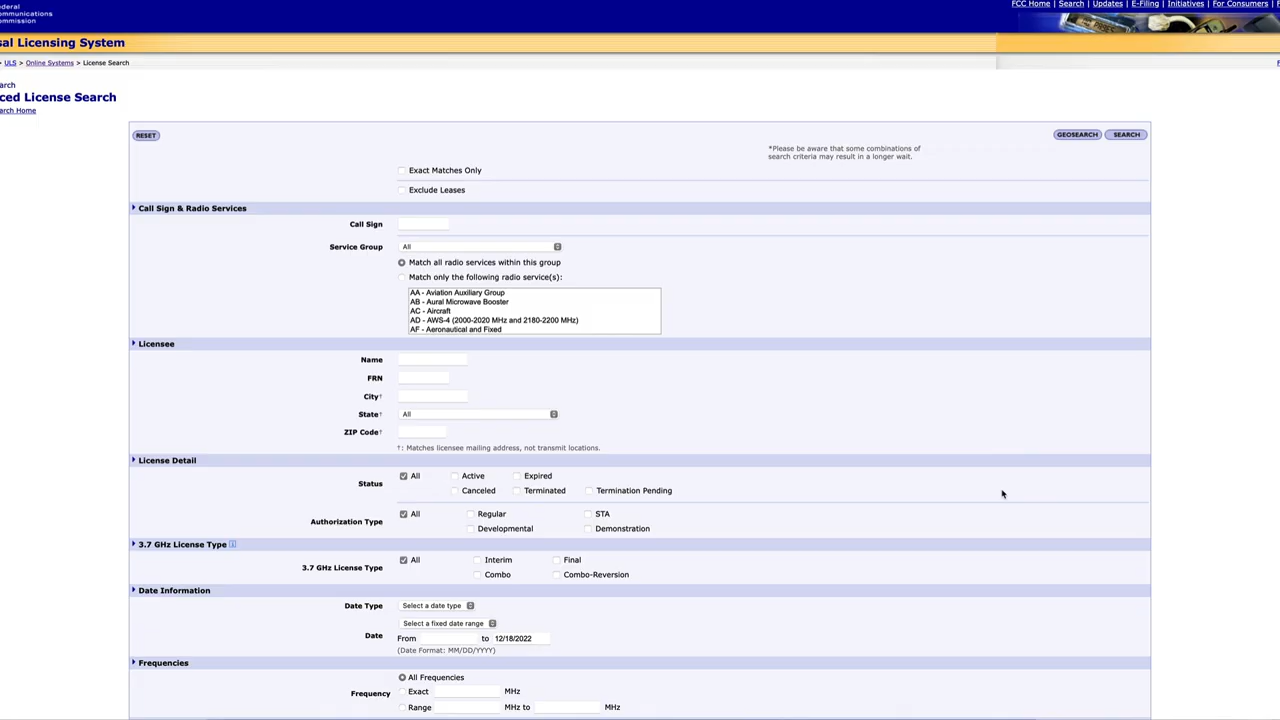 FCC Home | Search | Updates | E-Filing | Initiatives | For Consumers |
ederal
ommunications
ommission
sal Licensing System
> ULS > Online Systems > License Search
arch
ced License Search
arch Home
RESET
GEOSEARCH SEARCH
*Please be aware that some combinations of
search criteria may result in a longer wait.
Exact Matches Only
Exclude Leases
Call Sign & Radio Services
Call Sign
Service Group All
Match all radio services within this group
Match only the following radio service(s):
AA - Aviation Auxiliary Group
AB - Aural Microwave Booster
AC - Aircraft
AD - AWS-4 (2000-2020 MHz and 2180-2200 MHz)
AF - Aeronautical and Fixed
Licensee
Name
FRN
City†
State† All
ZIP Code†
†: Matches licensee mailing address, not transmit locations.
License Detail
Status All Active Expired
Canceled Terminated Termination Pending
Authorization Type All Regular STA
Developmental Demonstration
3.7 GHz License Type
3.7 GHz License Type All Interim Final
Combo Combo-Reversion
Date Information
Date Type Select a date type
Select a fixed date range
Date From to 12/18/2022
(Date Format: MM/DD/YYYY)
Frequencies
All Frequencies
Frequency Exact MHz
Range MHz to MHz